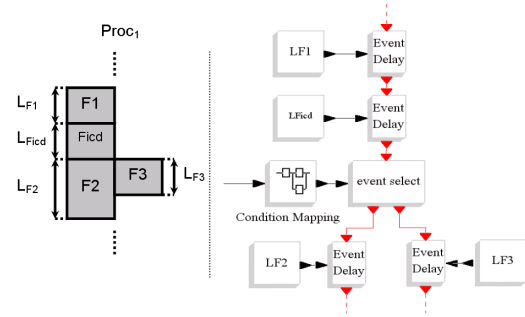 Proc1
LF1
F1
LFicd
Ficd
LF2
F2
F3
LF3
LF1
Event
Delay
LFicd
Event
Delay
event select
Condition Mapping
LF2
Event
Delay
Event
Delay
LF3